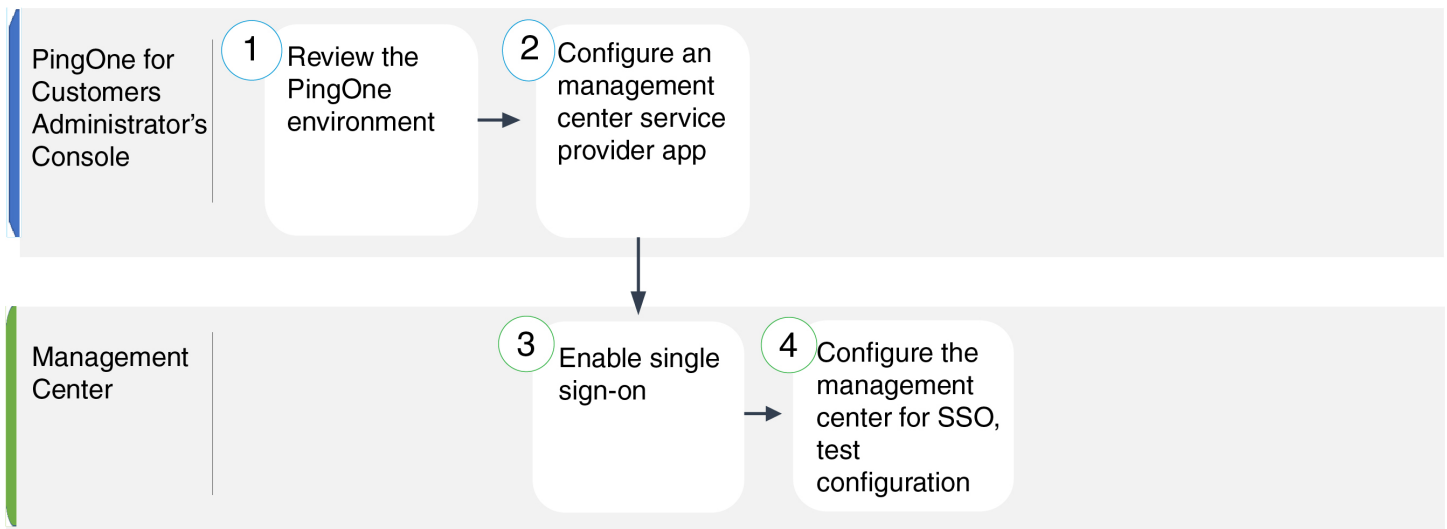 PingOne for
Customers
Administrator’s
Console
1
Review the
PingOne
environment
2
Configure an
management
center service
provider app
Management
Center
3
Enable single
sign-on
4
Configure the
management
center for SSO,
test
configuration